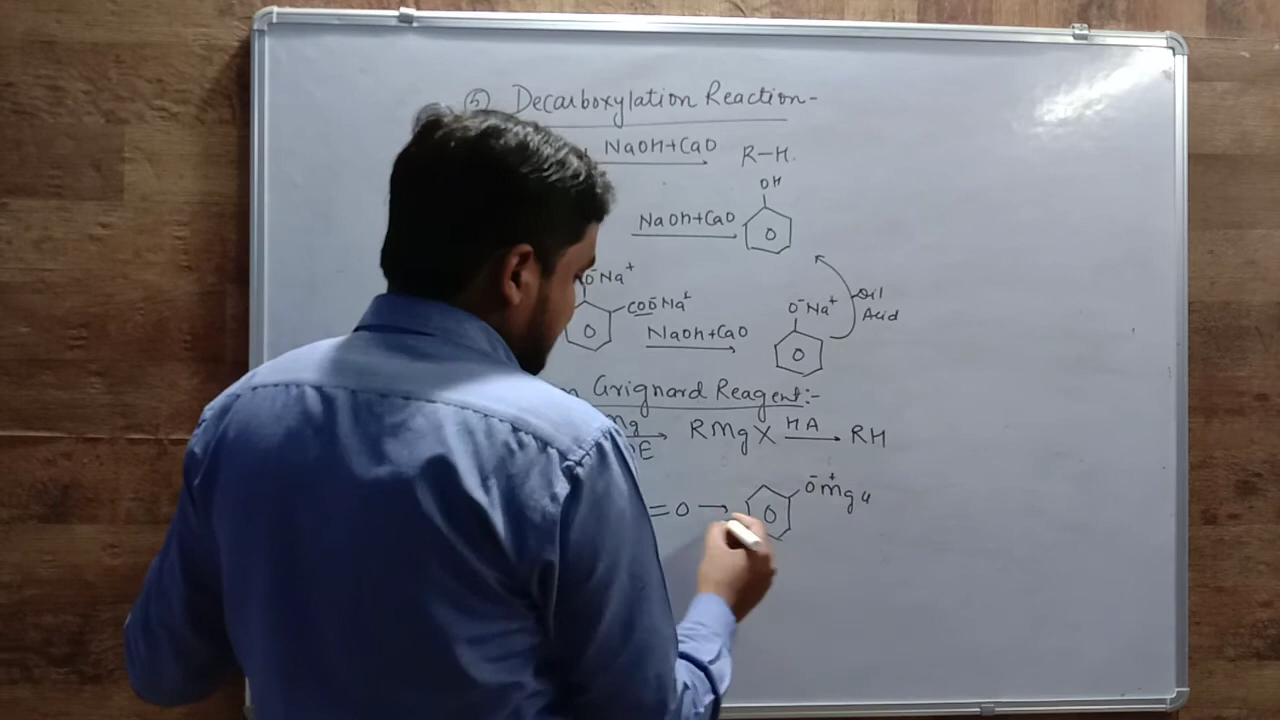 ⑤ Decarboxylation Reaction-
NaOH+CaO R-H.
OH
NaOH+CaO
O⁻Na⁺
COO⁻Na⁺
NaOH+CaO
O⁻Na⁺
Dil
Acid
Grignard Reagent:-
Mg
RMgX HA RH
=O → O⁻M⁺g